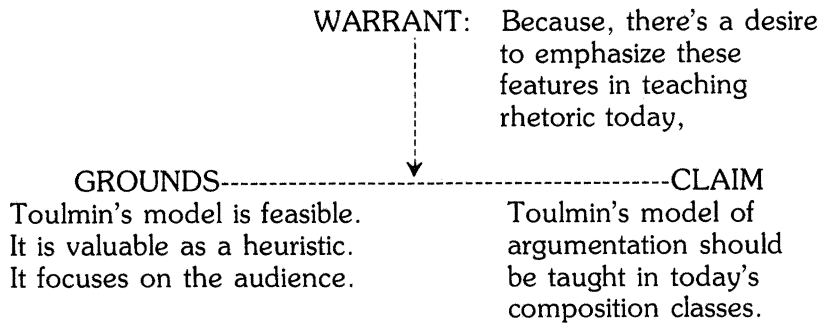 WARRANT: Because, there's a desire
to emphasize these
features in teaching
rhetoric today,
GROUNDS CLAIM
Toulmin's model is feasible.
It is valuable as a heuristic.
It focuses on the audience.
Toulmin's model of
argumentation should
be taught in today's
composition classes.